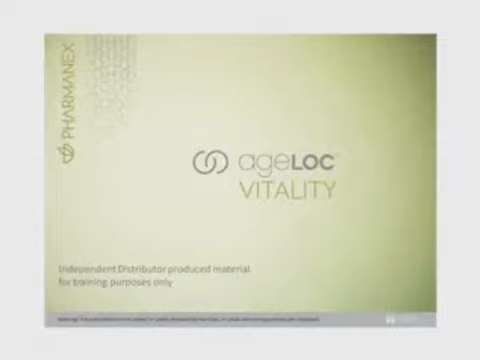 PHARMANEX
ageLOC
VITALITY
Independent Distributor produced material
for training purposes only